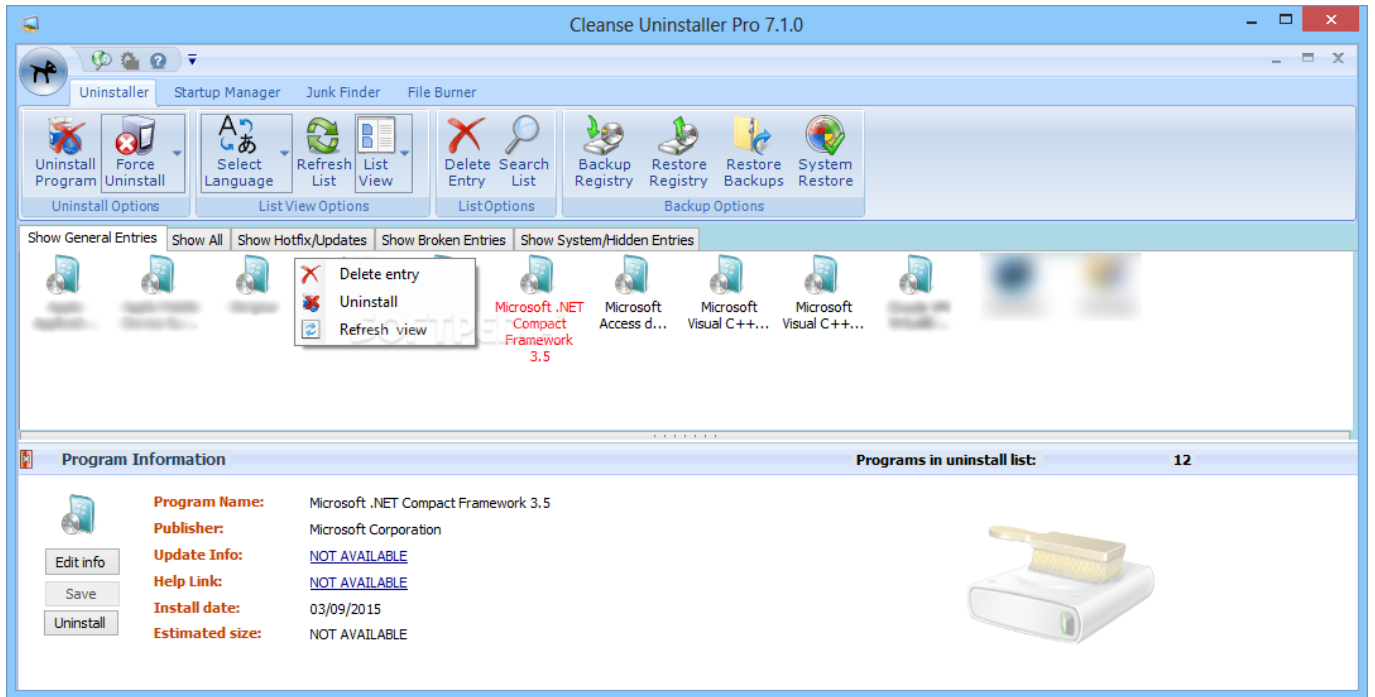 Cleanse Uninstaller Pro 7.1.0
Uninstaller Startup Manager Junk Finder File Burner
Uninstall Program
Force Uninstall
Select Language
Refresh List
List View
Delete Entry
Search List
Backup Registry
Restore Registry
Restore Backups
System Restore
Uninstall Options
List View Options
List Options
Backup Options
Show General Entries Show All Show Hotfix/Updates Show Broken Entries Show System/Hidden Entries
Delete entry
Uninstall
Refresh view
SOFTPEDIA
Microsoft .NET
Compact
Framework
3.5
Microsoft
Access d...
Microsoft
Visual C++...
Microsoft
Visual C++...
Program Information
Programs in uninstall list: 12
Program Name: Microsoft .NET Compact Framework 3.5
Publisher: Microsoft Corporation
Update Info: NOT AVAILABLE
Help Link: NOT AVAILABLE
Install date: 03/09/2015
Estimated size: NOT AVAILABLE
Edit info
Save
Uninstall